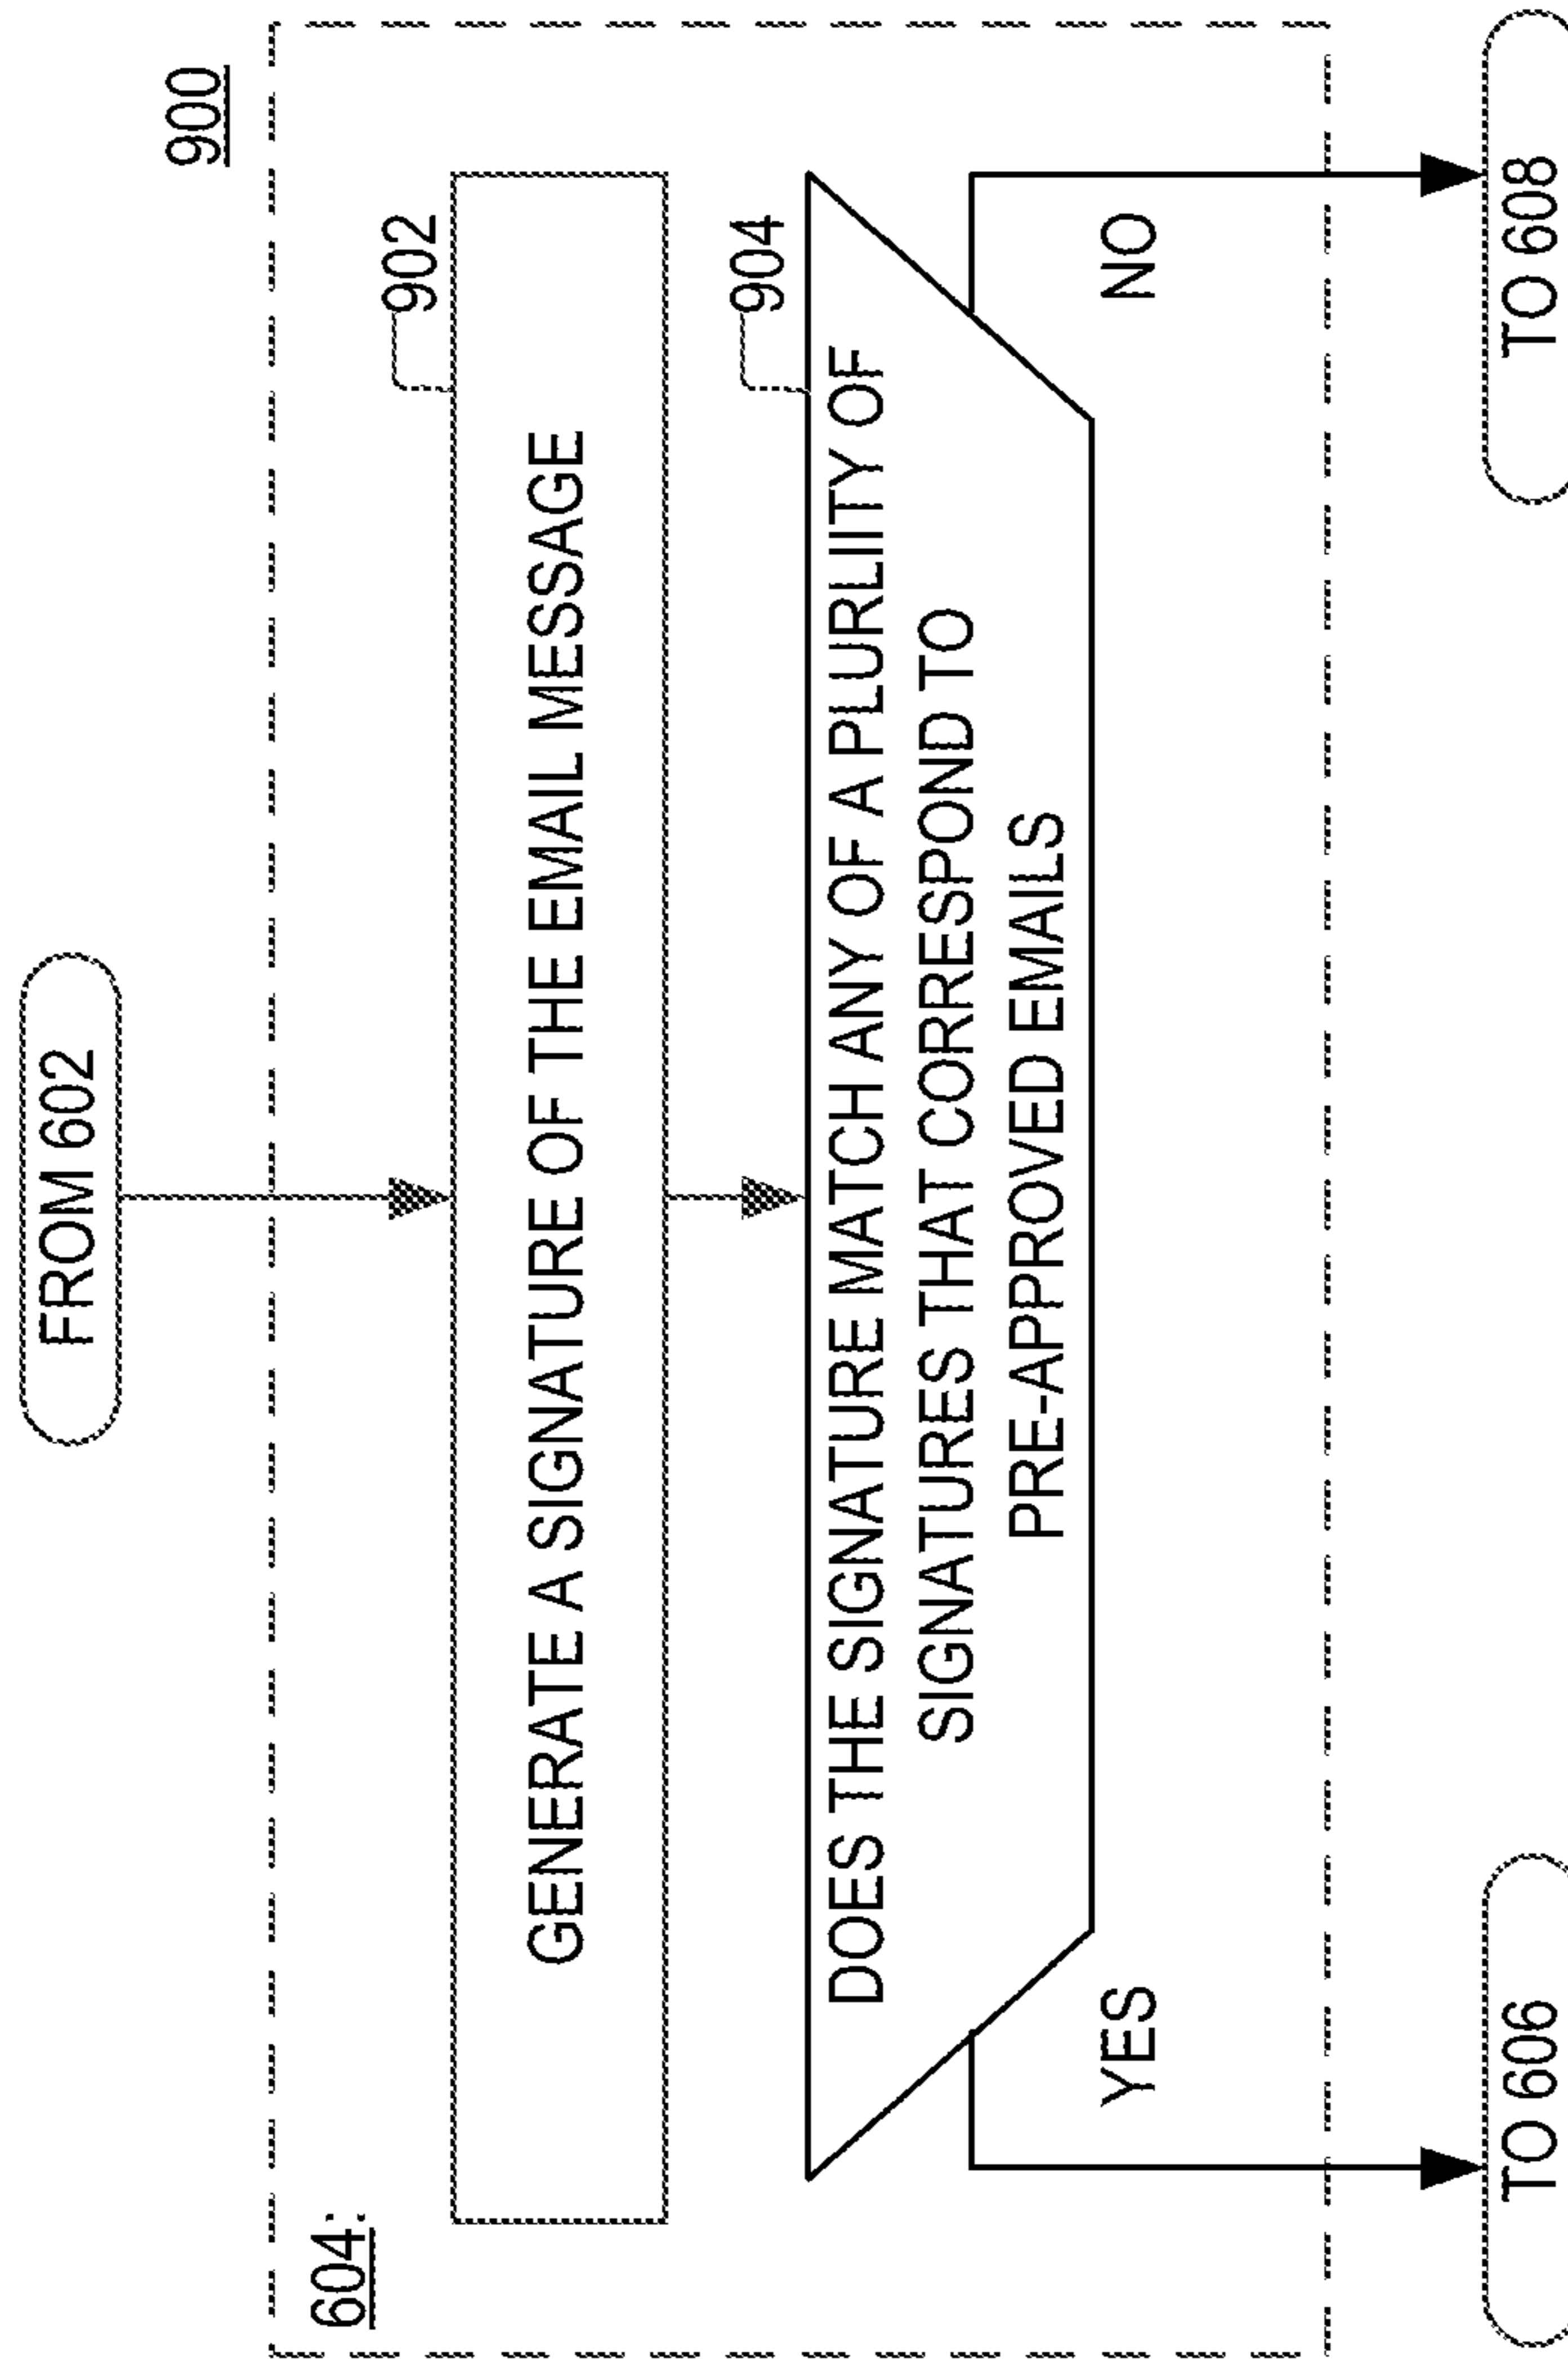 FROM 602
900
604:
902
GENERATE A SIGNATURE OF THE EMAIL MESSAGE
904
DOES THE SIGNATURE MATCH ANY OF A PLURLIITY OF
SIGNATURES THAT CORRESPOND TO
PRE-APPROVED EMAILS
YES
NO
TO 606
TO 608